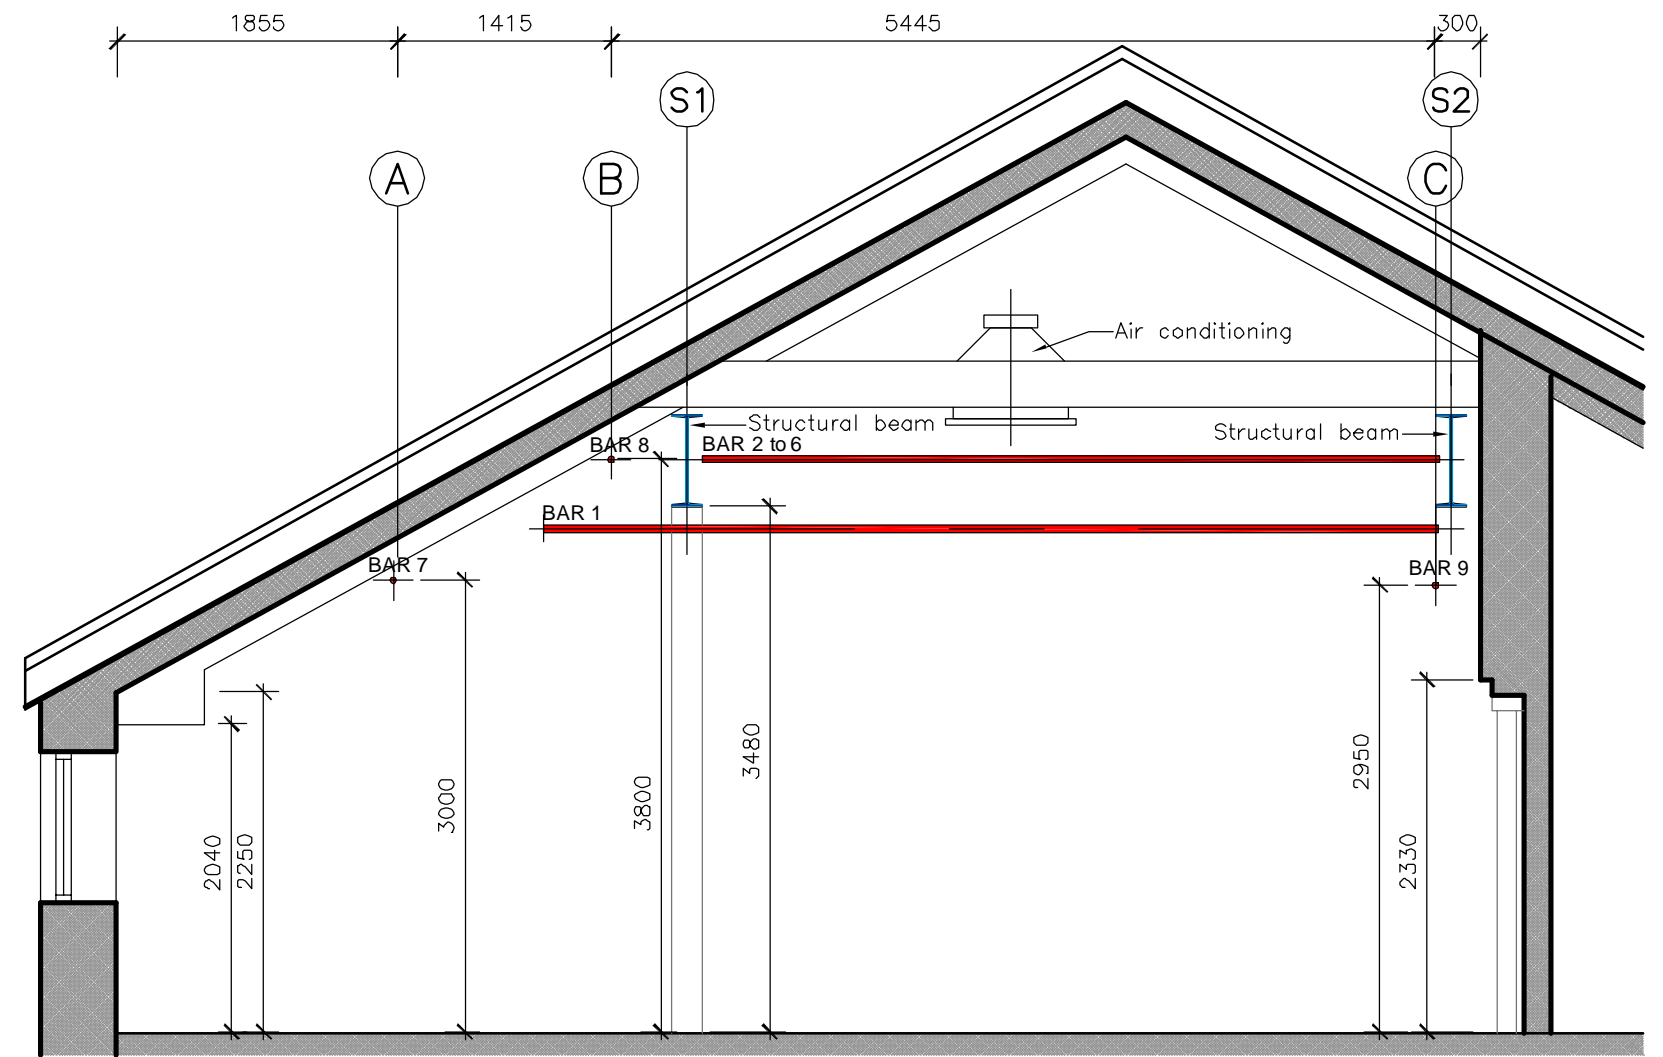 1855 1415 5445 300
S1 S2
A B C
Air conditioning
Structural beam
Structural beam
BAR 8 BAR 2 to 6
BAR 1
BAR 7 BAR 9
3480
2950
3000
3800
2040
2250
2330